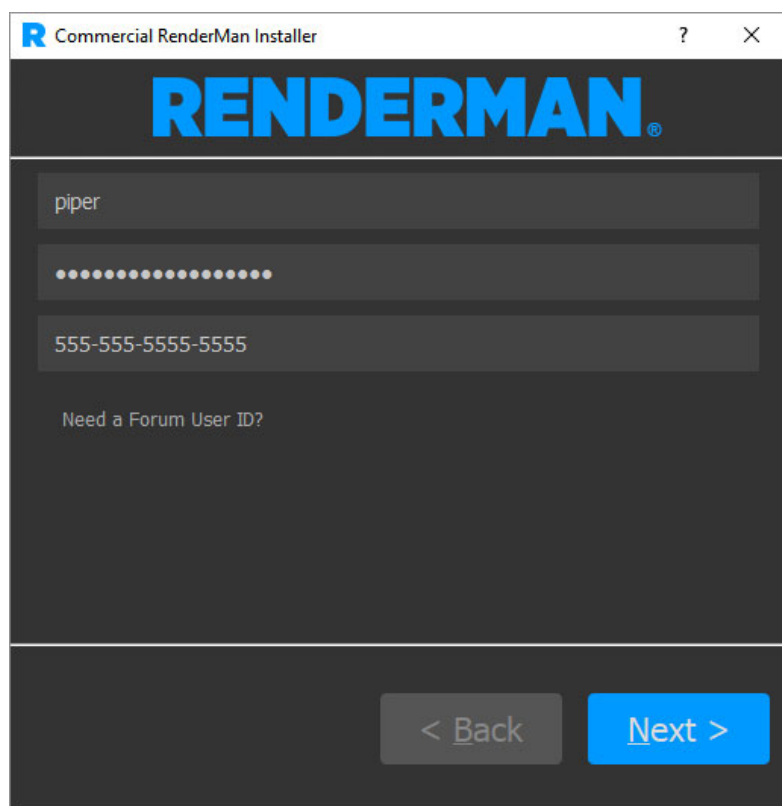 R Commercial RenderMan Installer ? ×
RENDERMAN®
piper
●●●●●●●●●●●●●●●●●●
555-555-5555-5555
Need a Forum User ID?
< Back Next >